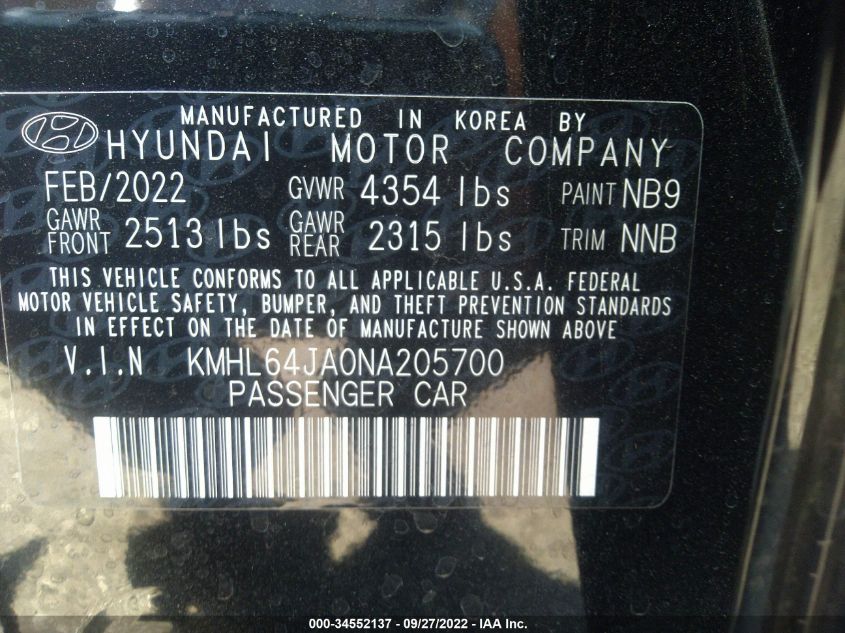 MANUFACTURED IN KOREA BY
HYUNDAI MOTOR COMPANY
FEB/2022 GVWR 4354 lbs PAINT NB9
GAWR FRONT 2513 lbs GAWR REAR 2315 lbs TRIM NNB
THIS VEHICLE CONFORMS TO ALL APPLICABLE U.S.A. FEDERAL
MOTOR VEHICLE SAFETY, BUMPER, AND THEFT PREVENTION STANDARDS
IN EFFECT ON THE DATE OF MANUFACTURE SHOWN ABOVE
V.I.N KMHL64JA0NA205700
PASSENGER CAR
000-34552137 - 09/27/2022 - IAA Inc.